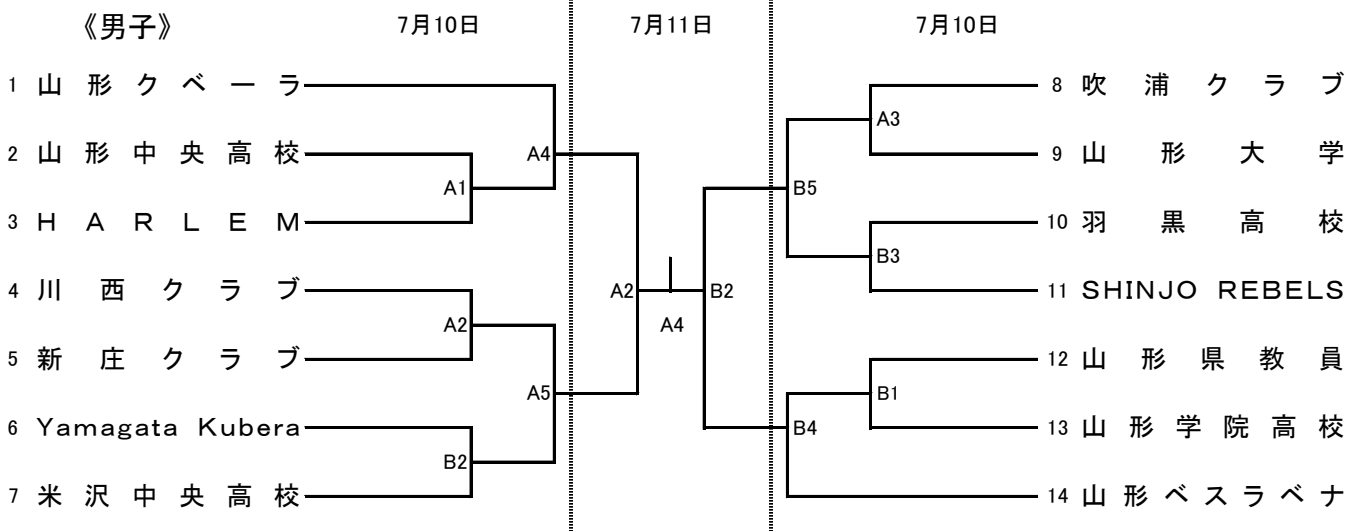 《男子》 7月10日 7月11日 7月10日
1 山形クベーラ
2 山形中央高校
3 HARLEM
4 川西クラブ
5 新庄クラブ
6 Yamagata Kubera
7 米沢中央高校
A4
A1
A2
A5
B2
A2
A4
B2
A3
B5
B3
B1
B4
8 吹浦クラブ
9 山形大学
10 羽黒高校
11 SHINJO REBELS
12 山形県教員
13 山形学院高校
14 山形ベスラベナ